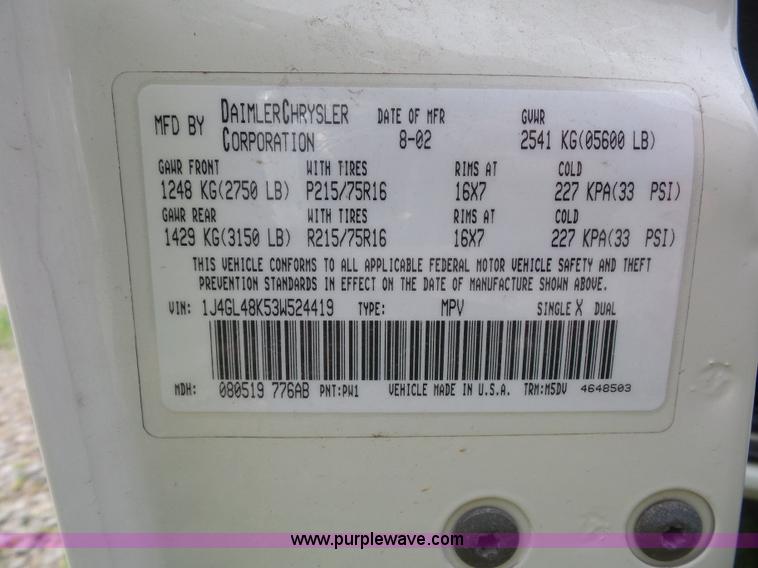 MFD BY DAIMLERCHRYSLER CORPORATION DATE OF MFR 8-02 GVWR 2541 KG(05600 LB)
GAWR FRONT WITH TIRES RIMS AT COLD
1248 KG(2750 LB) P215/75R16 16X7 227 KPA(33 PSI)
GAWR REAR WITH TIRES RIMS AT COLD
1429 KG(3150 LB) R215/75R16 16X7 227 KPA(33 PSI)
THIS VEHICLE CONFORMS TO ALL APPLICABLE FEDERAL MOTOR VEHICLE SAFETY AND THEFT
PREVENTION STANDARDS IN EFFECT ON THE DATE OF MANUFACTURE SHOWN ABOVE.
VIN: 1J4GL48K53W524419 TYPE: MPV SINGLE X DUAL
MDH: 080519 776AB PNT:PW1 VEHICLE MADE IN U.S.A. TRM:M5DV 4648503
www.purplewave.com